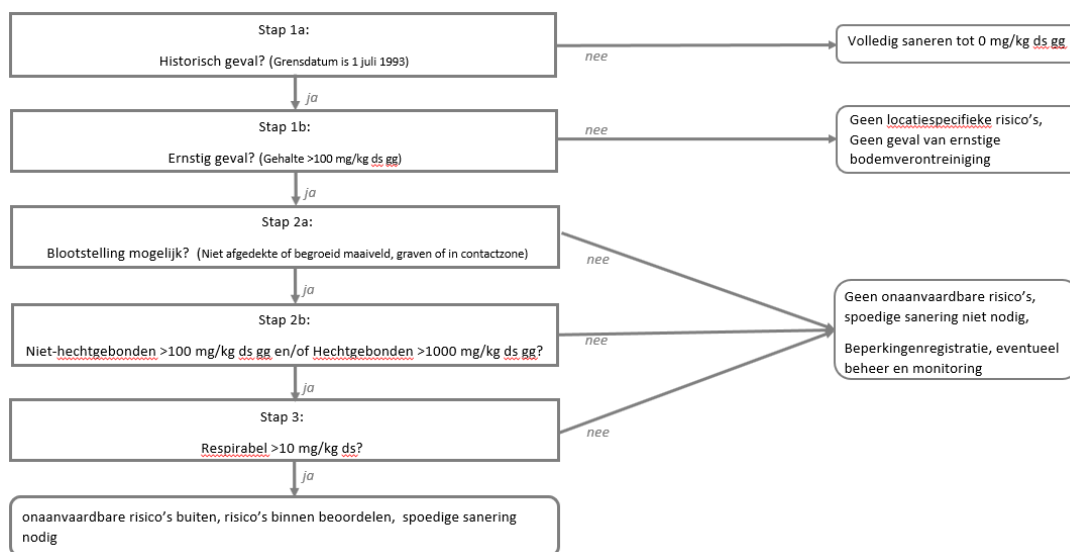 Stap 1a:
Historisch geval? (Grensdatum is 1 juli 1993)
nee
Volledig saneren tot 0 mg/kg ds gg
ja
Stap 1b:
Ernstig geval? (Gehalte >100 mg/kg ds gg)
nee
Geen locatiespecifieke risico's,
Geen geval van ernstige
bodemverontreiniging
ja
Stap 2a:
Blootstelling mogelijk? (Niet afgedekte of begroeid maaiveld, graven of in contactzone)
nee
ja
Stap 2b:
Niet-hechtgebonden >100 mg/kg ds gg en/of Hechtgebonden >1000 mg/kg ds gg?
nee
Geen onaanvaardbare risico's,
spoedige sanering niet nodig,
Beperkingenregistratie, eventueel
beheer en monitoring
ja
Stap 3:
Respirabel >10 mg/kg ds?
nee
ja
onaanvaardbare risico's buiten, risico's binnen beoordelen, spoedige sanering
nodig